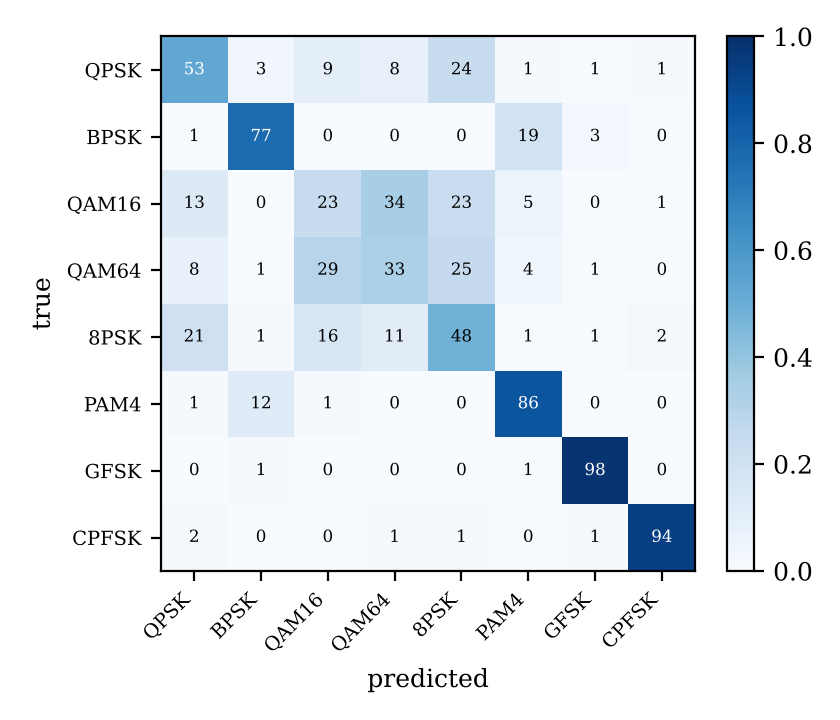 QPSK 53 3 9 8 24 1 1 1
BPSK 1 77 0 0 0 19 3 0
QAM16 13 0 23 34 23 5 0 1
QAM64 8 1 29 33 25 4 1 0
8PSK 21 1 16 11 48 1 1 2
PAM4 1 12 1 0 0 86 0 0
GFSK 0 1 0 0 0 1 98 0
CPFSK 2 0 0 1 1 0 1 94
QPSK BPSK QAM16 QAM64 8PSK PAM4 GFSK CPFSK
predicted
true
1.0
0.8
0.6
0.4
0.2
0.0